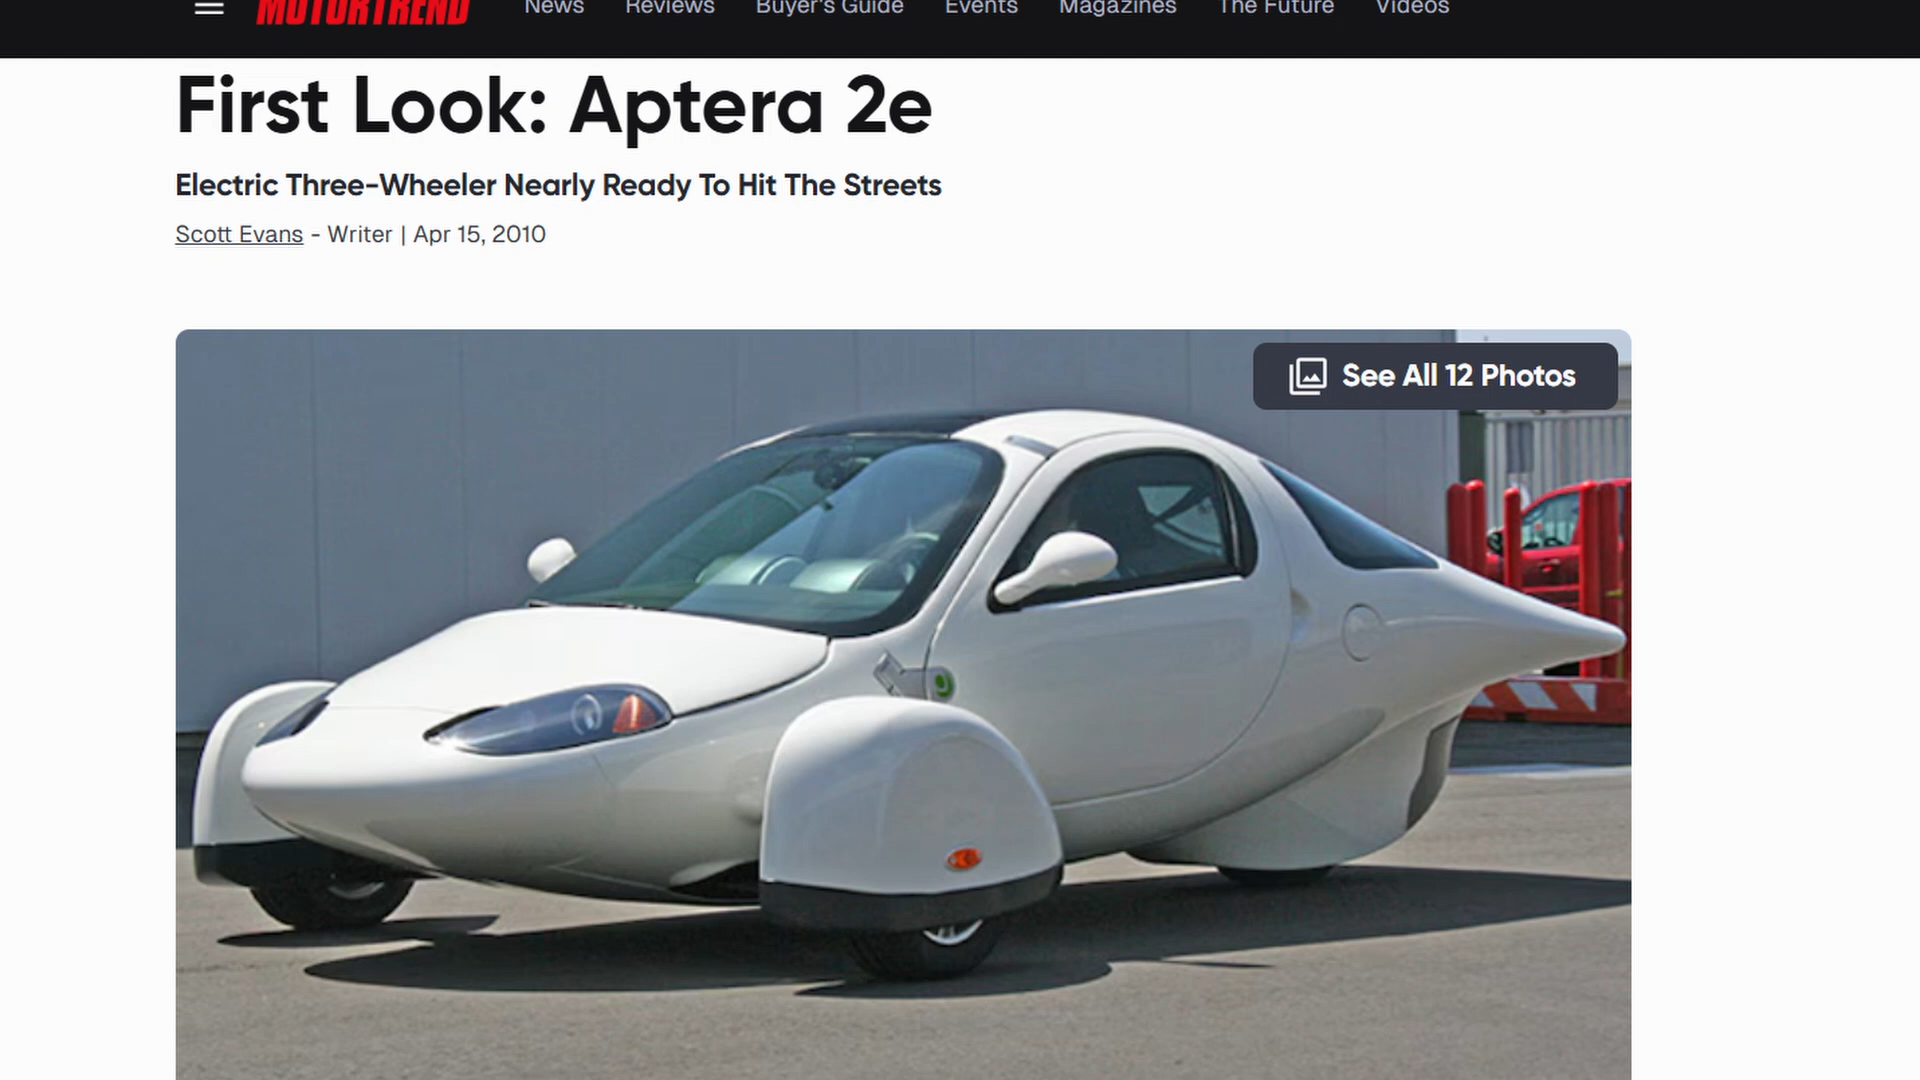 MOTORTREND News Reviews Buyer's Guide Events Magazines The Future Videos
First Look: Aptera 2e
Electric Three-Wheeler Nearly Ready To Hit The Streets
Scott Evans - Writer | Apr 15, 2010
See All 12 Photos